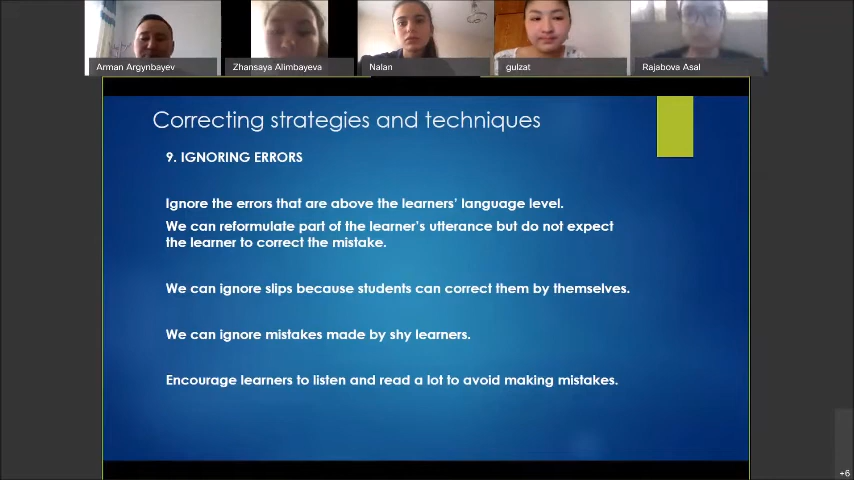 Arman Argynbayev
Zhansaya Alimbayeva
Nalan
gulzat
Rajabova Asal
Correcting strategies and techniques
9. IGNORING ERRORS
Ignore the errors that are above the learners' language level.
We can reformulate part of the learner's utterance but do not expect
the learner to correct the mistake.
We can ignore slips because students can correct them by themselves.
We can ignore mistakes made by shy learners.
Encourage learners to listen and read a lot to avoid making mistakes.
+6